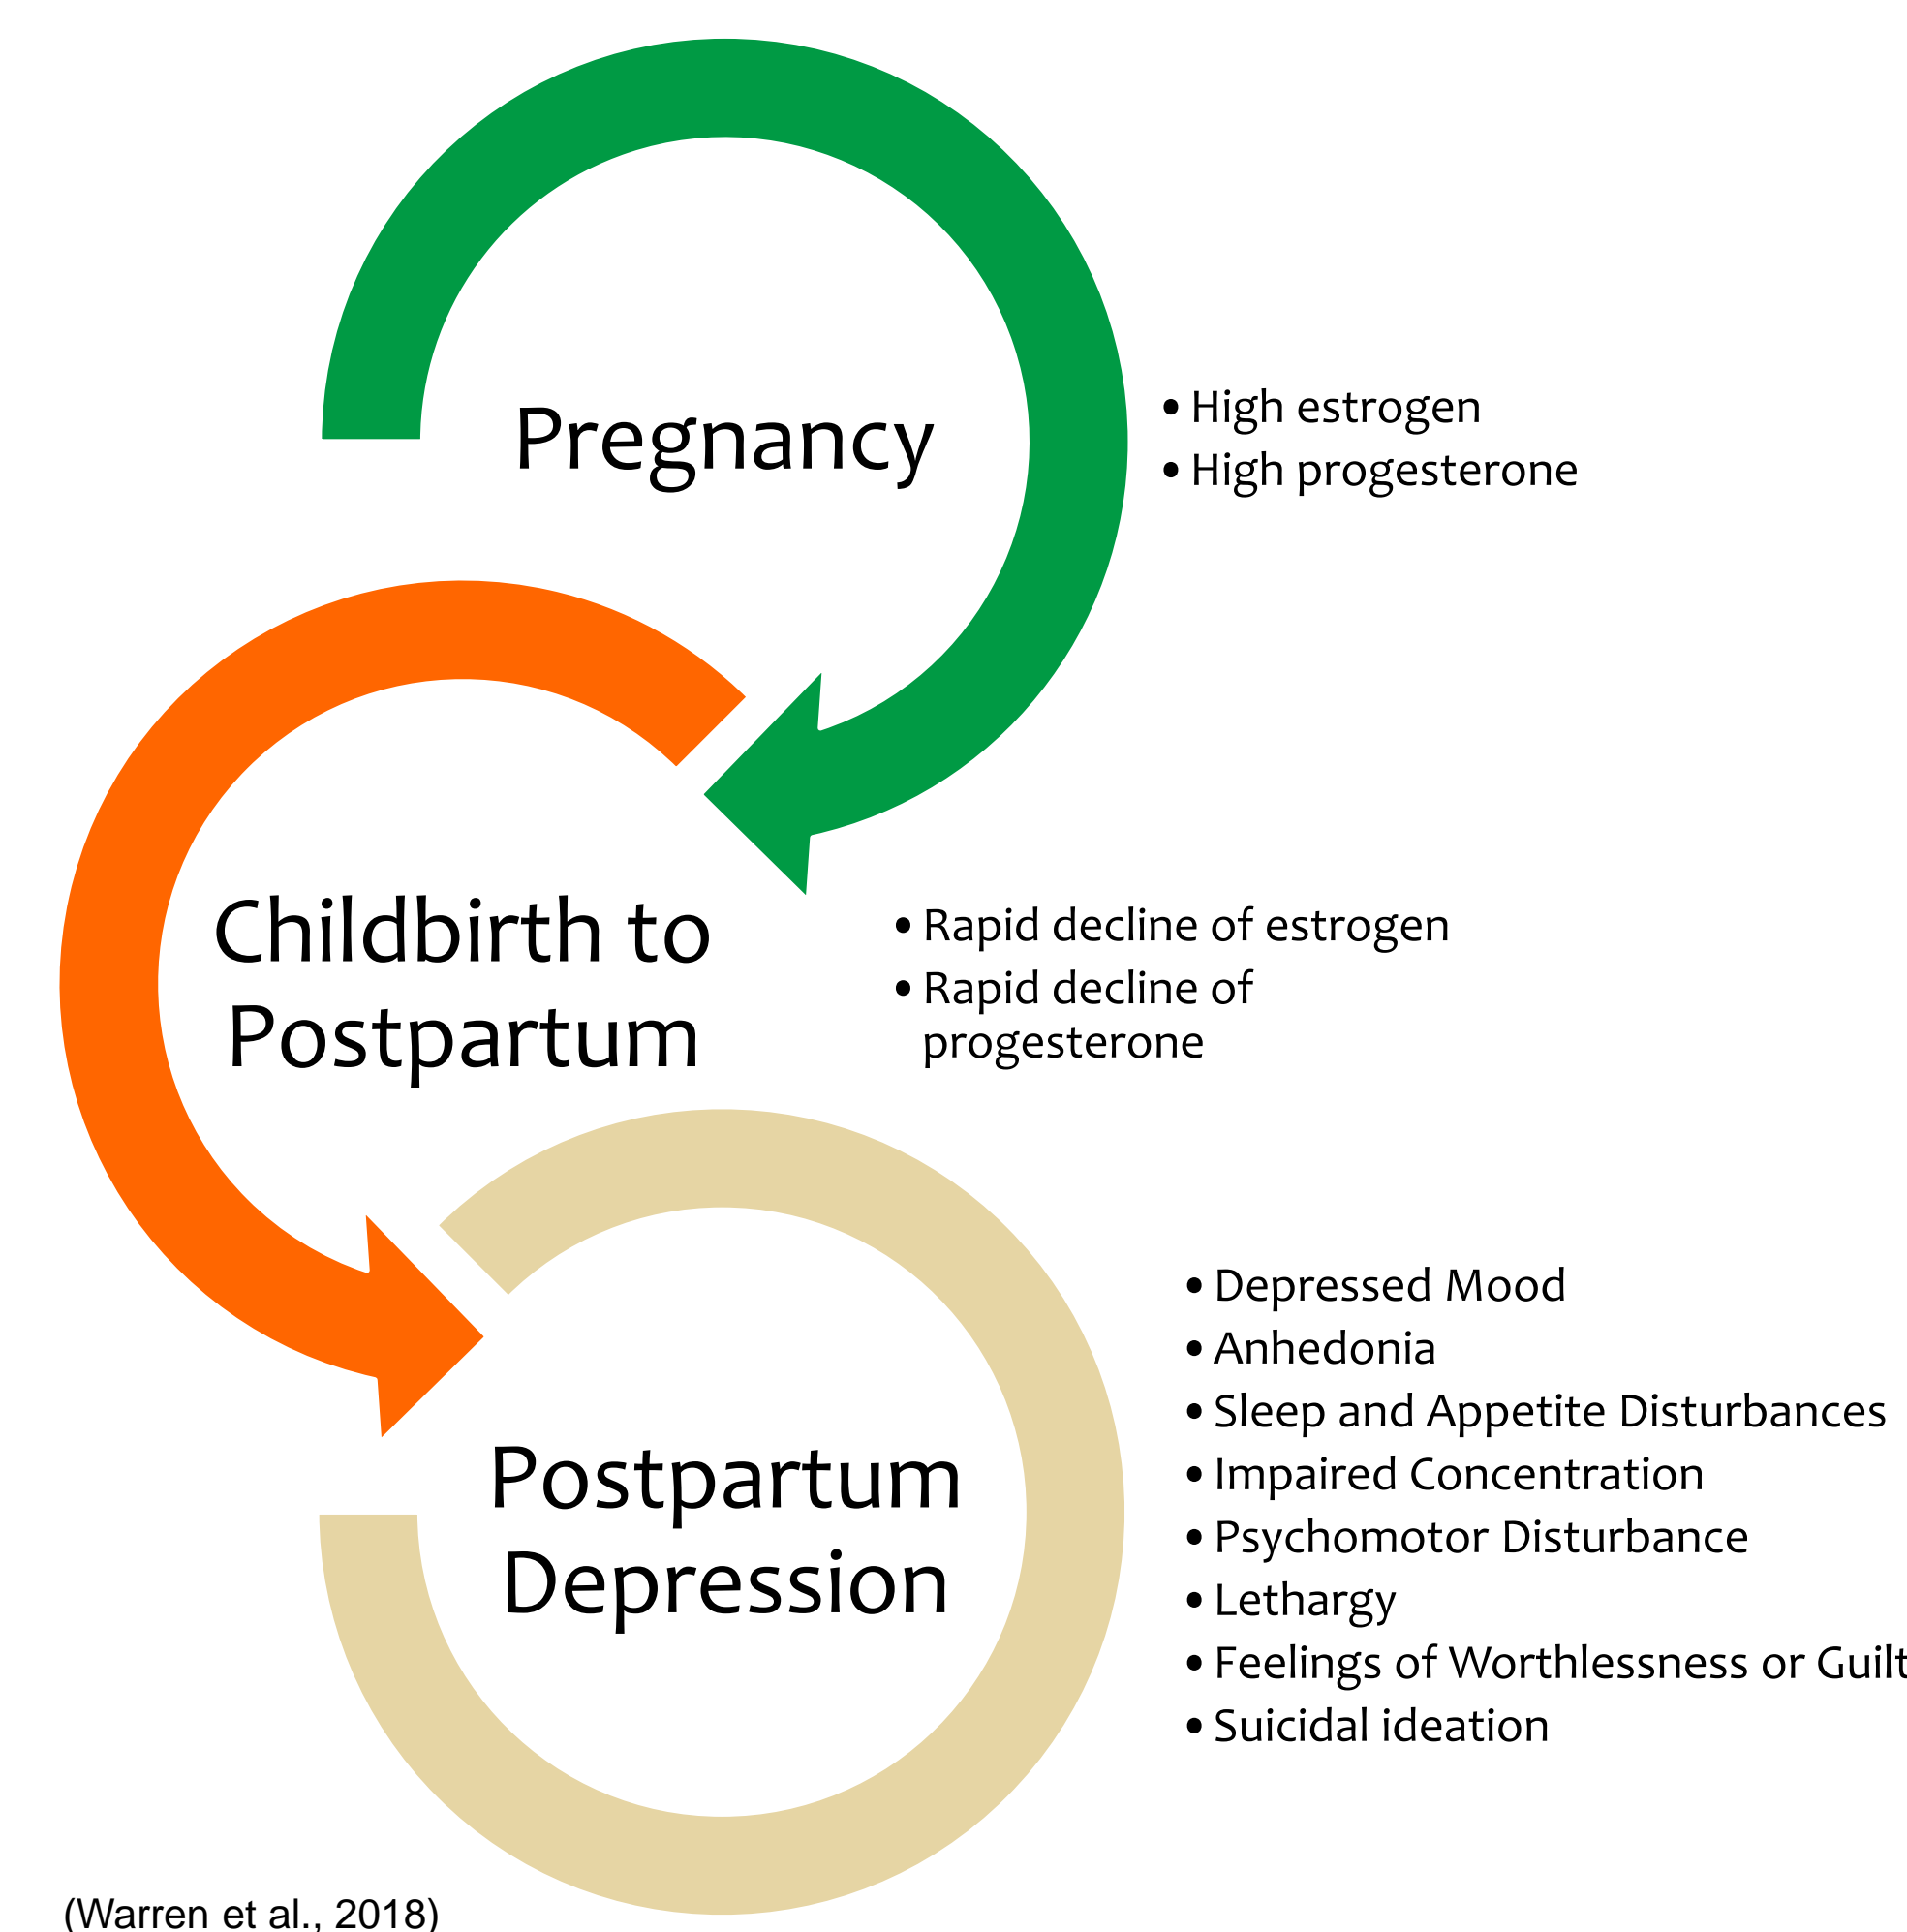 Pregnancy
• High estrogen
• High progesterone
Childbirth to
Postpartum
• Rapid decline of estrogen
• Rapid decline of
progesterone
Postpartum
Depression
• Depressed Mood
• Anhedonia
• Sleep and Appetite Disturbances
• Impaired Concentration
• Psychomotor Disturbance
• Lethargy
• Feelings of Worthlessness or Guilt
• Suicidal ideation
(Warren et al., 2018)